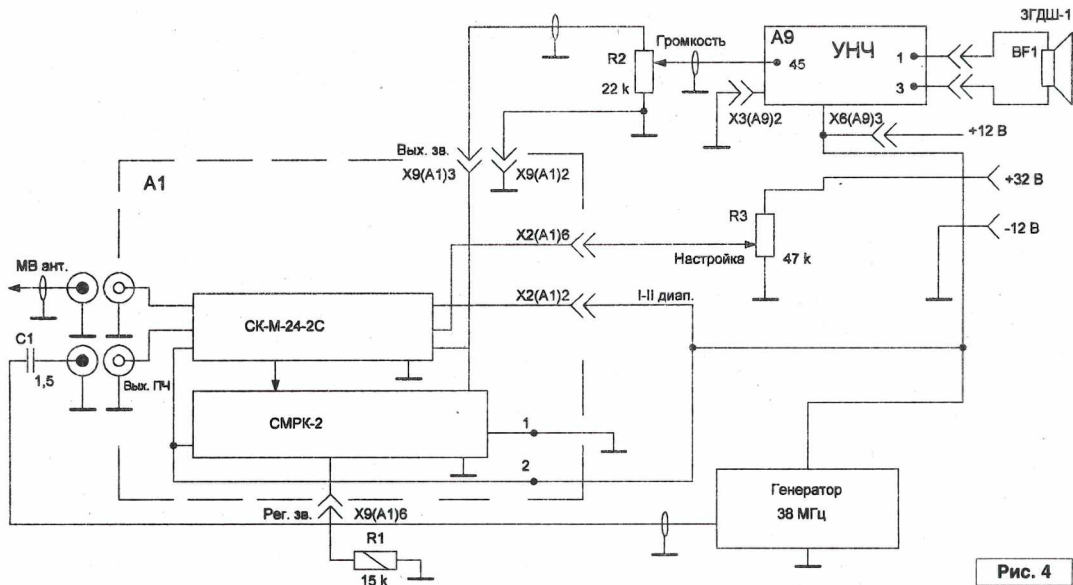 3ГДШ-1
Громкость
А9
УНЧ
R2
45
1
BF1
22 k
3
X3(A9)2
X6(A9)3
+12 В
Вых. зв.
А1
X9(A1)3
X9(A1)2
+32 В
R3
X2(A1)6
-12 В
МВ ант.
Настройка
47 k
X2(A1)2
I-II диап.
СК-М-24-2С
C1
1,5
Вых. ПЧ
СМРК-2
1
2
Генератор
38 МГц
Рег. зв.
X9(A1)6
R1
15 k
Рис. 4